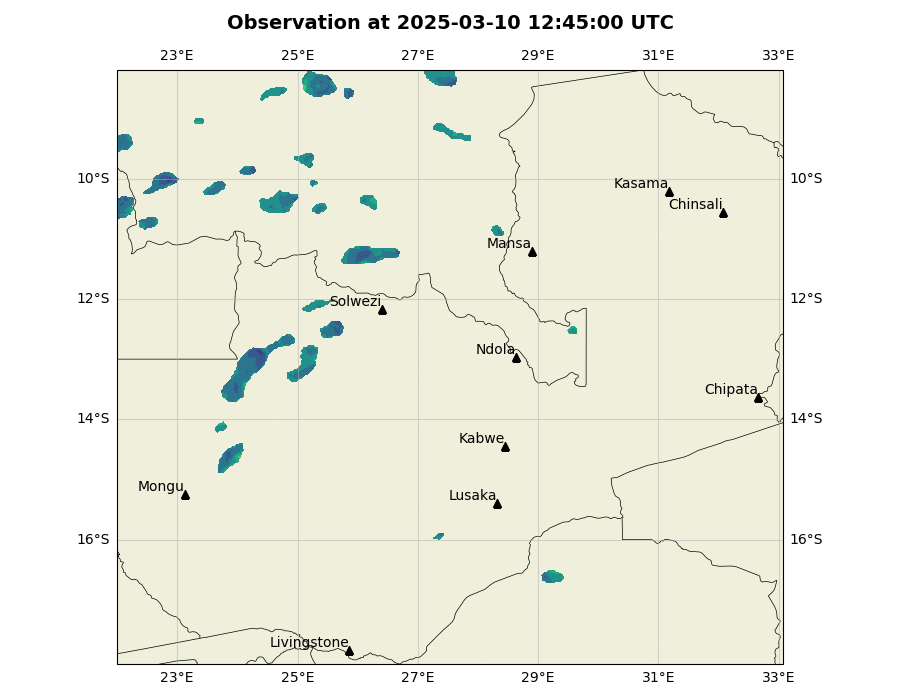 Observation at 2025-03-10 12:45:00 UTC
23°E 25°E 27°E 29°E 31°E 33°E
10°S 10°S
Kasama
Chinsali
Mansa
12°S 12°S
Solwezi
Ndola
Chipata
14°S 14°S
Kabwe
Mongu
Lusaka
16°S 16°S
Livingstone
23°E 25°E 27°E 29°E 31°E 33°E